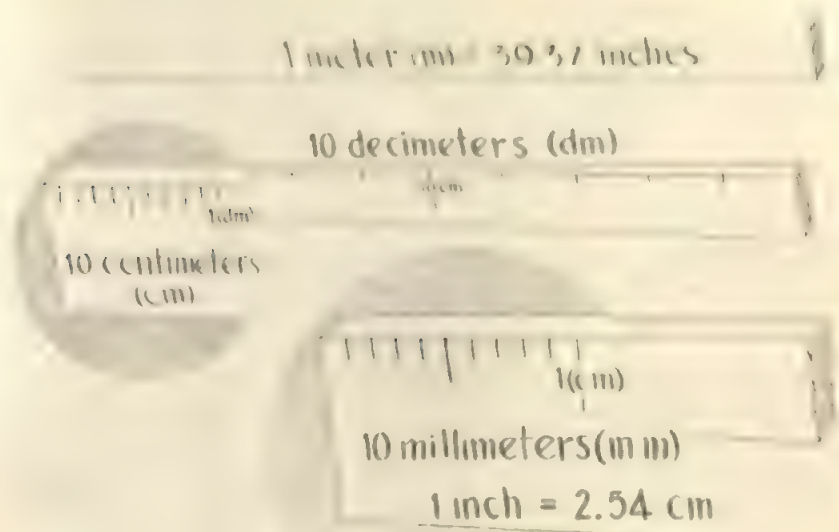 1 meter (m) = 39.37 inches
10 decimeters (dm)
1(dm)
10 centimeters
(cm)
1(cm)
10 millimeters (mm)
1 inch = 2.54 cm